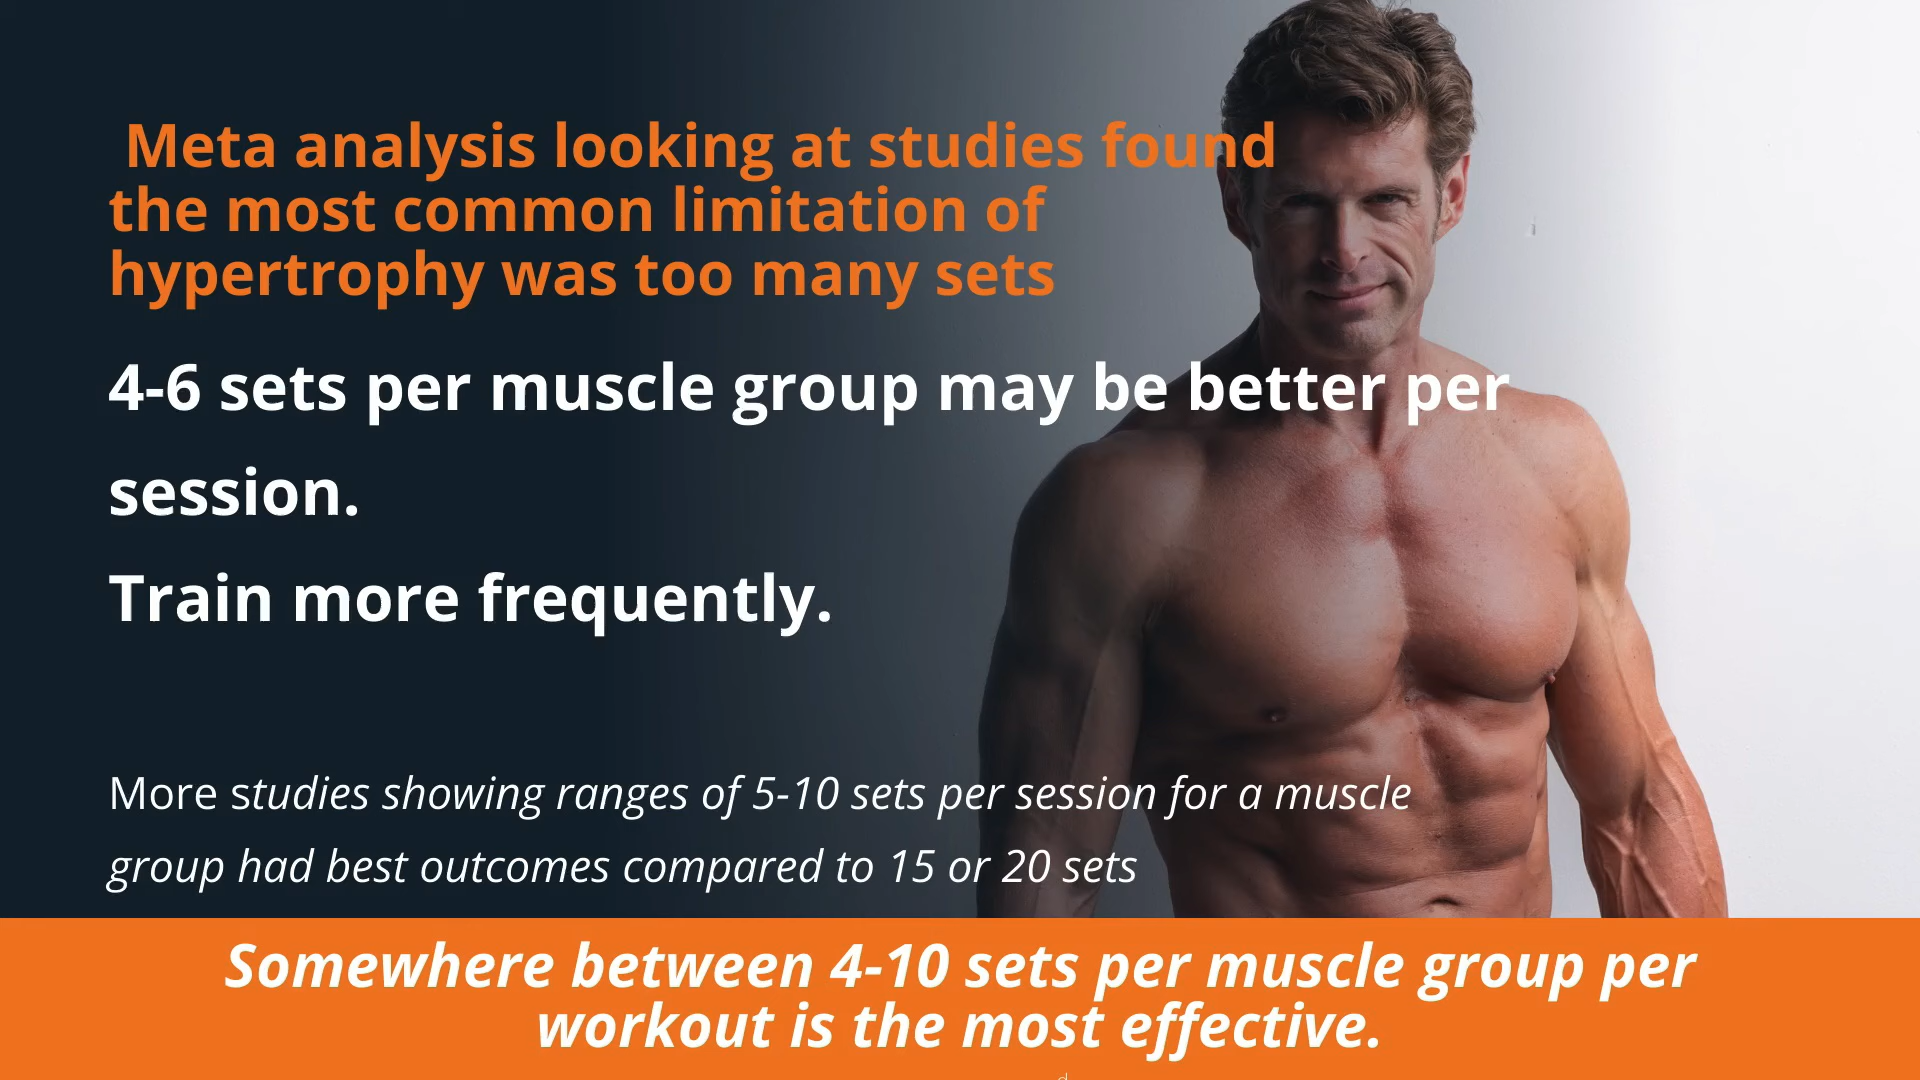 Meta analysis looking at studies found
the most common limitation of
hypertrophy was too many sets
4-6 sets per muscle group may be better per
session.
Train more frequently.
More studies showing ranges of 5-10 sets per session for a muscle
group had best outcomes compared to 15 or 20 sets
Somewhere between 4-10 sets per muscle group per
workout is the most effective.